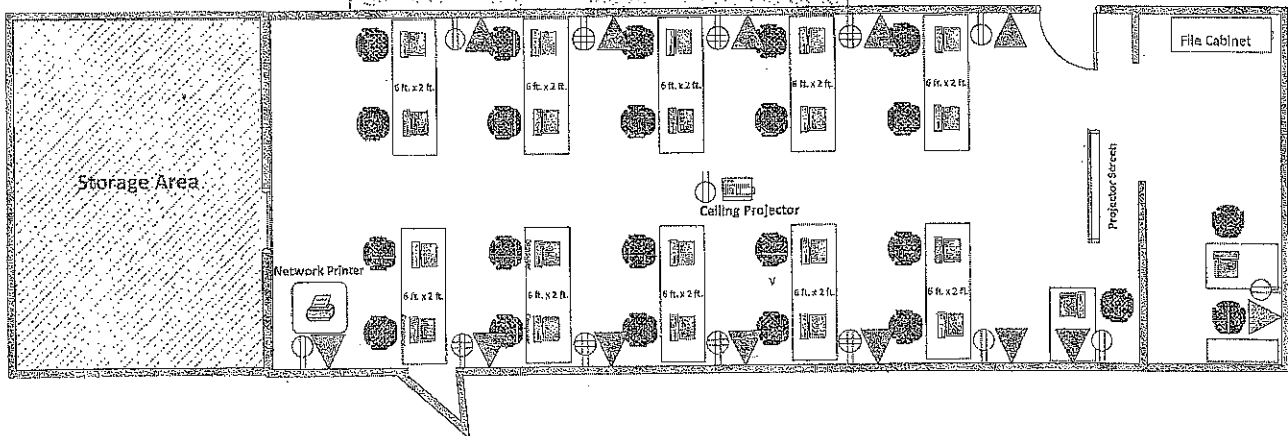 File Cabinet
6 ft. x 2 ft.
6 ft. x 2 ft.
6 ft. x 2 ft.
6 ft. x 2 ft.
6 ft. x 2 ft.
Storage Area
Ceiling Projector
Projector Screen
Network Printer
V
6 ft. x 2 ft.
6 ft. x 2 ft.
6 ft. x 2 ft.
6 ft. x 2 ft.
6 ft. x 2 ft.